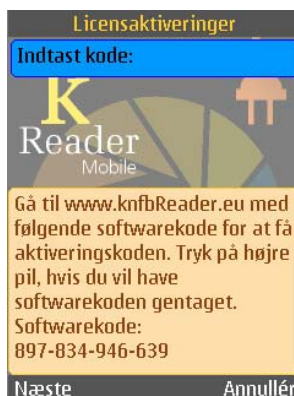 Licensaktiveringer
Indtast kode:
K
Reader
Mobile
Gå til www.knfbReader.eu med
følgende softwarekode for at få
aktiveringskoden. Tryk på højre
pil, hvis du vil have
softwarekoden gentaget.
Softwarekode:
897-834-946-639
Næste Annullér